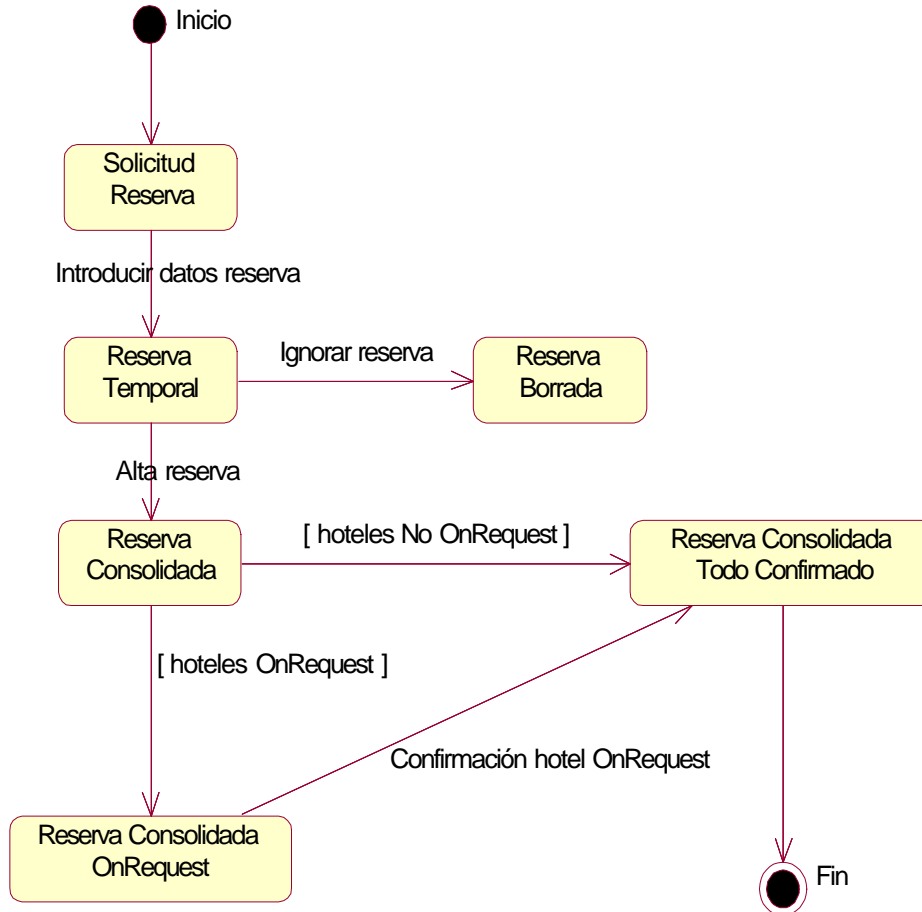 Inicio
Solicitud
Reserva
Introducir datos reserva
Reserva
Temporal
Ignorar reserva
Reserva
Borrada
Alta reserva
Reserva
Consolidada
[ hoteles No OnRequest ]
Reserva Consolidada
Todo Confirmado
[ hoteles OnRequest ]
Confirmación hotel OnRequest
Reserva Consolidada
OnRequest
Fin